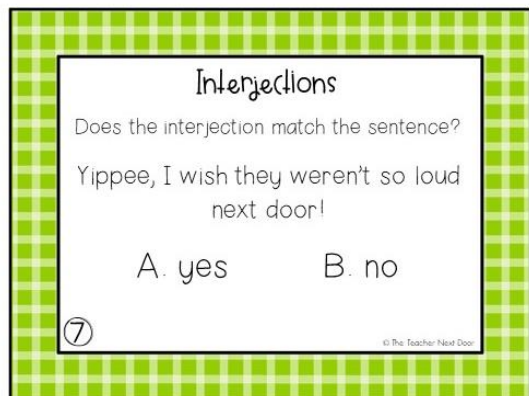 Interjections
Does the interjection match the sentence?
Yippee, I wish they weren't so loud
next door!
A. yes B. no
7
© The Teacher Next Door